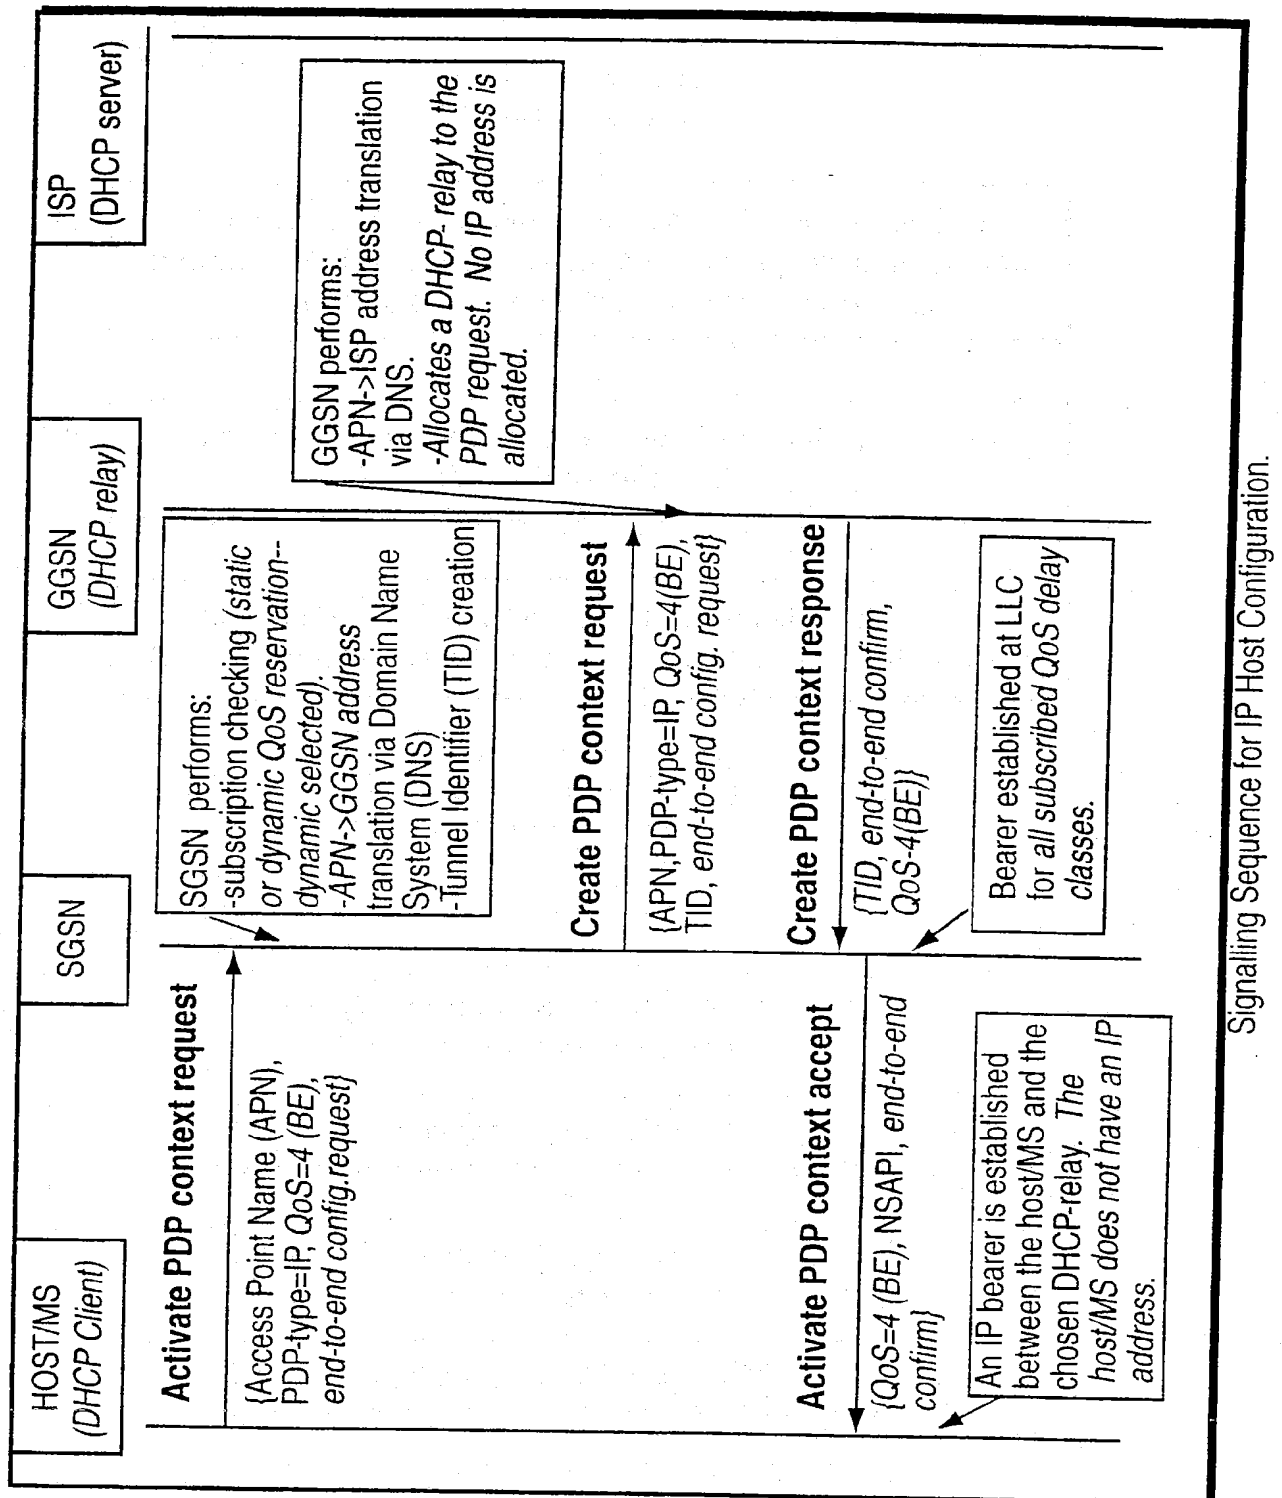 HOST/MS
(DHCP Client)
SGSN
GGSN
(DHCP relay)
ISP
(DHCP server)
Activate PDP context request
{Access Point Name (APN),
PDP-type=IP, QoS=4 (BE),
end-to-end config.request}
SGSN performs:
-subscription checking (static
or dynamic QoS reservation--
dynamic selected).
-APN->GGSN address
translation via Domain Name
System (DNS)
-Tunnel Identifier (TID) creation
Create PDP context request
{APN,PDP-type=IP, QoS=4(BE),
TID, end-to-end config. request}
GGSN performs:
-APN->ISP address translation
via DNS.
-Allocates a DHCP- relay to the
PDP request. No IP address is
allocated.
Create PDP context response
{TID, end-to-end confirm,
QoS-4(BE)}
Bearer established at LLC
for all subscribed QoS delay
classes.
Activate PDP context accept
{QoS=4 (BE), NSAPI, end-to-end
confirm}
An IP bearer is established
between the host/MS and the
chosen DHCP-relay. The
host/MS does not have an IP
address.
Signalling Sequence for IP Host Configuration.